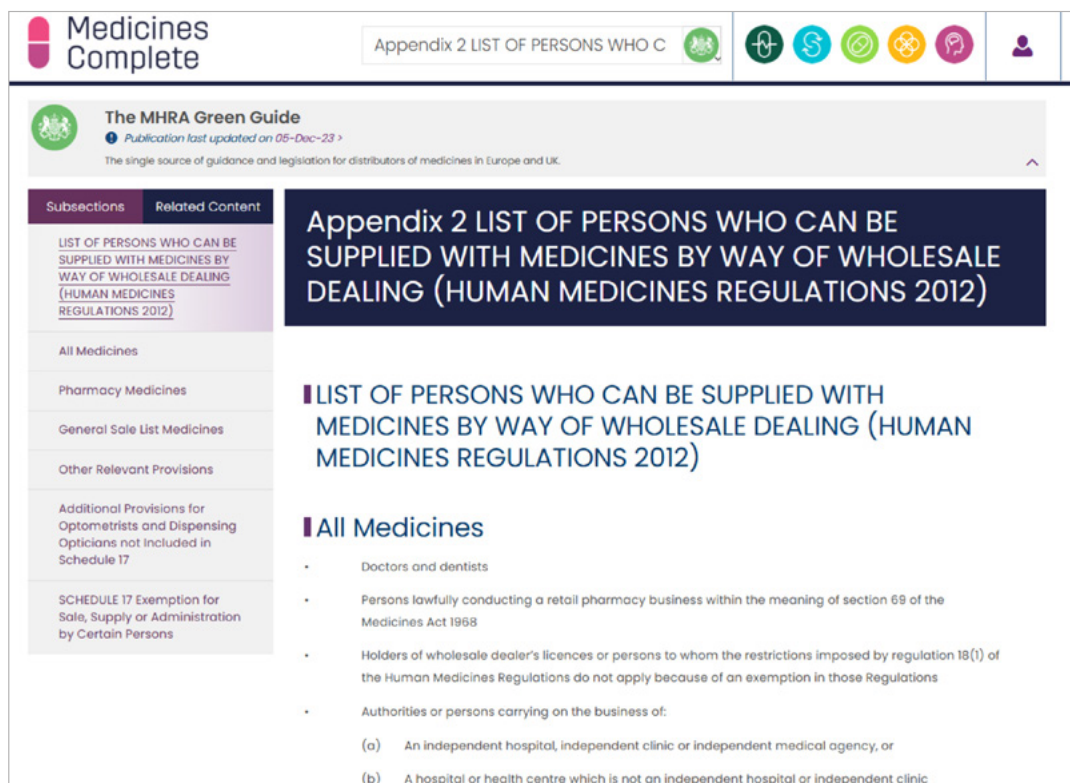 Medicines
Complete
Appendix 2 LIST OF PERSONS WHO C
The MHRA Green Guide
Publication last updated on 05-Dec-23 >
The single source of guidance and legislation for distributors of medicines in Europe and UK.
Subsections Related Content
LIST OF PERSONS WHO CAN BE
SUPPLIED WITH MEDICINES BY
WAY OF WHOLESALE DEALING
(HUMAN MEDICINES
REGULATIONS 2012)
All Medicines
Pharmacy Medicines
General Sale List Medicines
Other Relevant Provisions
Additional Provisions for
Optometrists and Dispensing
Opticians not Included in
Schedule 17
SCHEDULE 17 Exemption for
Sale, Supply or Administration
by Certain Persons
Appendix 2 LIST OF PERSONS WHO CAN BE
SUPPLIED WITH MEDICINES BY WAY OF WHOLESALE
DEALING (HUMAN MEDICINES REGULATIONS 2012)
LIST OF PERSONS WHO CAN BE SUPPLIED WITH
MEDICINES BY WAY OF WHOLESALE DEALING (HUMAN
MEDICINES REGULATIONS 2012)
All Medicines
• Doctors and dentists
• Persons lawfully conducting a retail pharmacy business within the meaning of section 69 of the
Medicines Act 1968
• Holders of wholesale dealer's licences or persons to whom the restrictions imposed by regulation 18(1) of
the Human Medicines Regulations do not apply because of an exemption in those Regulations
• Authorities or persons carrying on the business of:
(a) An independent hospital, independent clinic or independent medical agency, or
(b) A hospital or health centre which is not an independent hospital or independent clinic